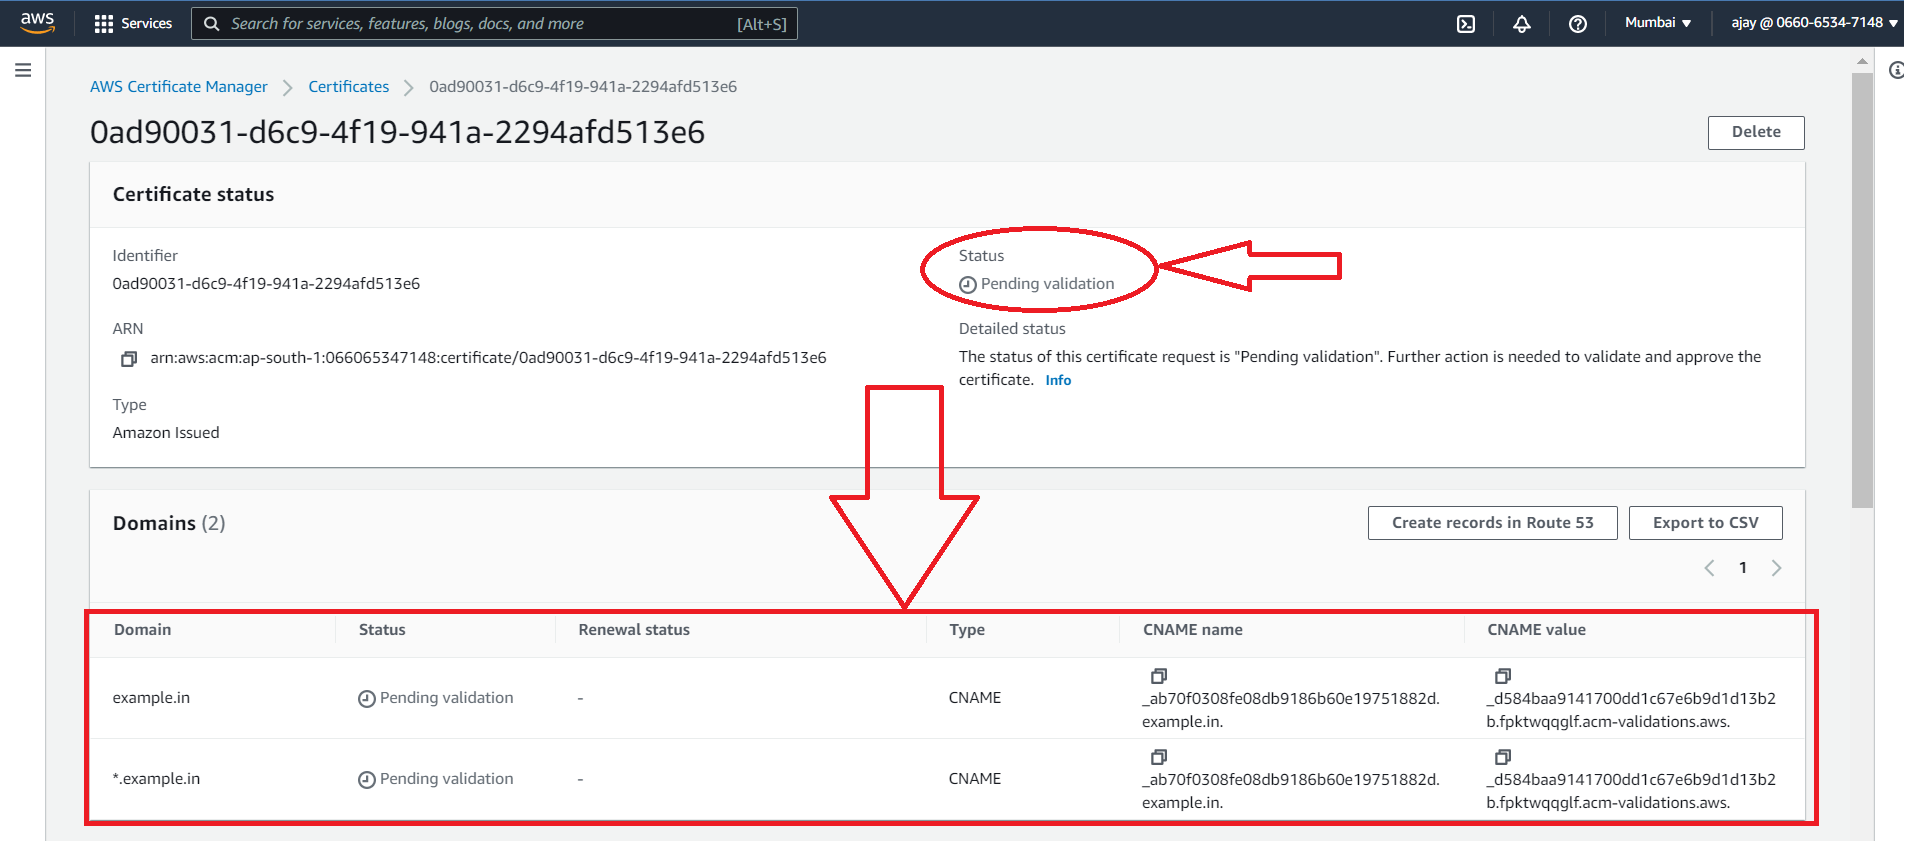 aws Services Search for services, features, blogs, docs, and more [Alt+S] Mumbai ▼ ajay @ 0660-6534-7148 ▼
AWS Certificate Manager > Certificates > 0ad90031-d6c9-4f19-941a-2294afd513e6
0ad90031-d6c9-4f19-941a-2294afd513e6 Delete
Certificate status
Identifier
0ad90031-d6c9-4f19-941a-2294afd513e6
Status
Pending validation
ARN
arn:aws:acm:ap-south-1:066065347148:certificate/0ad90031-d6c9-4f19-941a-2294afd513e6
Detailed status
The status of this certificate request is "Pending validation". Further action is needed to validate and approve the
certificate. Info
Type
Amazon Issued
Domains (2) Create records in Route 53 Export to CSV
< 1 >
Domain Status Renewal status Type CNAME name CNAME value
example.in Pending validation - CNAME
_ab70f0308fe08db9186b60e19751882d.
example.in.
_d584baa9141700dd1c67e6b9d1d13b2
b.fpktwqqglf.acm-validations.aws.
*.example.in Pending validation - CNAME
_ab70f0308fe08db9186b60e19751882d.
example.in.
_d584baa9141700dd1c67e6b9d1d13b2
b.fpktwqqglf.acm-validations.aws.